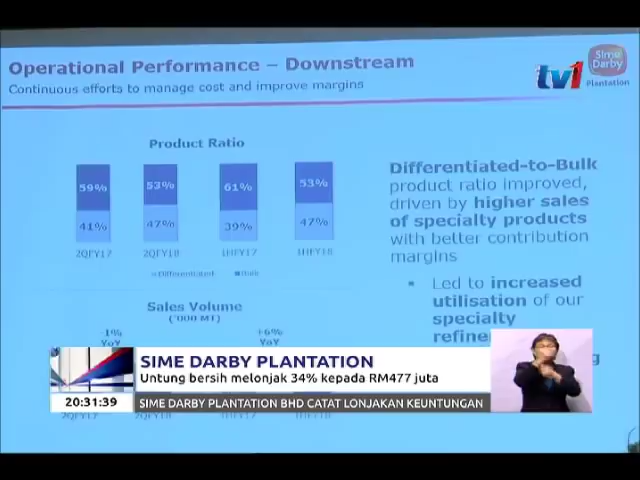 Operational Performance – Downstream
Continuous efforts to manage cost and improve margins
tv1
Sime
Darby
Plantation
Product Ratio
59% 53% 61% 53%
41% 47% 39% 47%
2QFY17 2QFY18 1HFY17 1HFY18
Differentiated Bulk
Differentiated-to-Bulk
product ratio improved,
driven by higher sales
of specialty products
with better contribution
margins
Led to increased
utilisation of our
specialty
Sales Volume
('000 MT)
-1% +6%
YoY YoY
SIME DARBY PLANTATION
Untung bersih melonjak 34% kepada RM477 juta
20:31:39 SIME DARBY PLANTATION BHD CATAT LONJAKAN KEUNTUNGAN